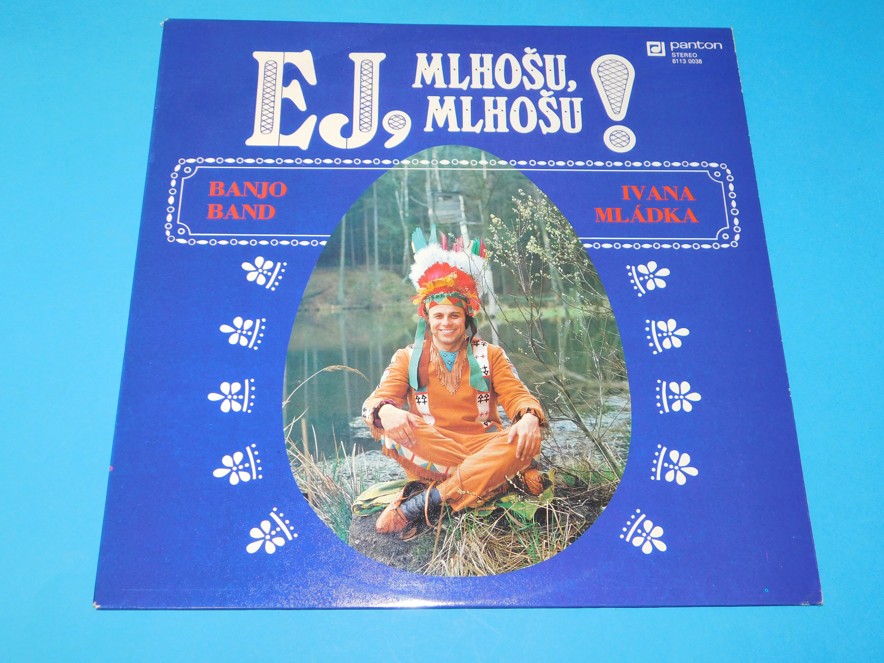 EJ,
MLHOŠU,
MLHOŠU!
panton
STEREO
8113 0038
BANJO
BAND
IVANA
MLÁDKA